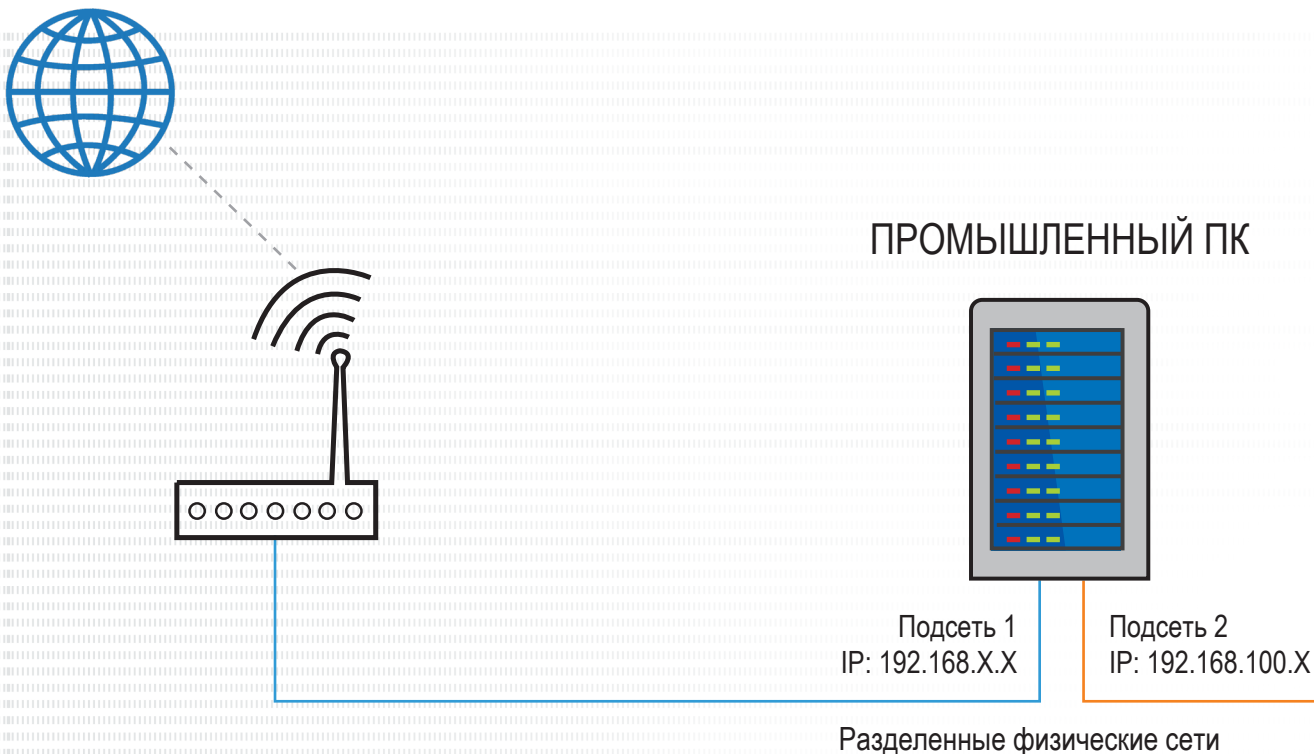 ПРОМЫШЛЕННЫЙ ПК
Подсеть 1
IP: 192.168.X.X
Подсеть 2
IP: 192.168.100.X
Разделенные физические сети